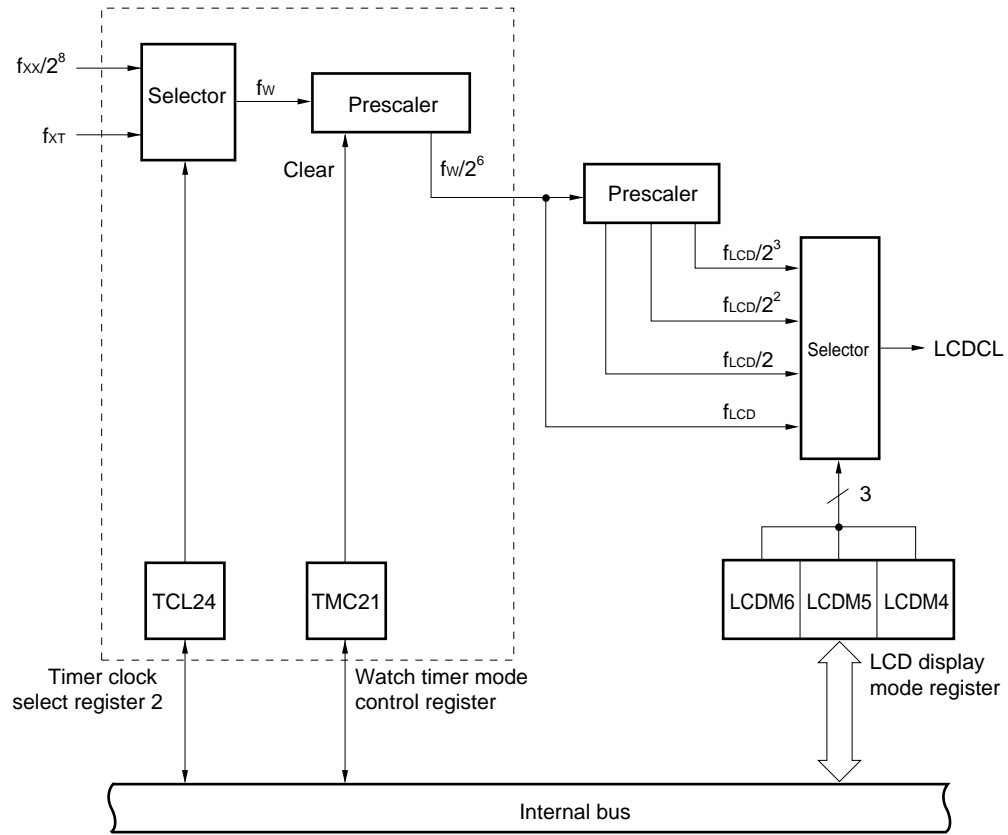 fXX/2^8
fXT
Selector
fW
Prescaler
Clear
fW/2^6
Prescaler
fLCD/2^3
fLCD/2^2
fLCD/2
fLCD
Selector
LCDCL
3
TCL24
TMC21
LCDM6 LCDM5 LCDM4
Timer clock
select register 2
Watch timer mode
control register
LCD display
mode register
Internal bus